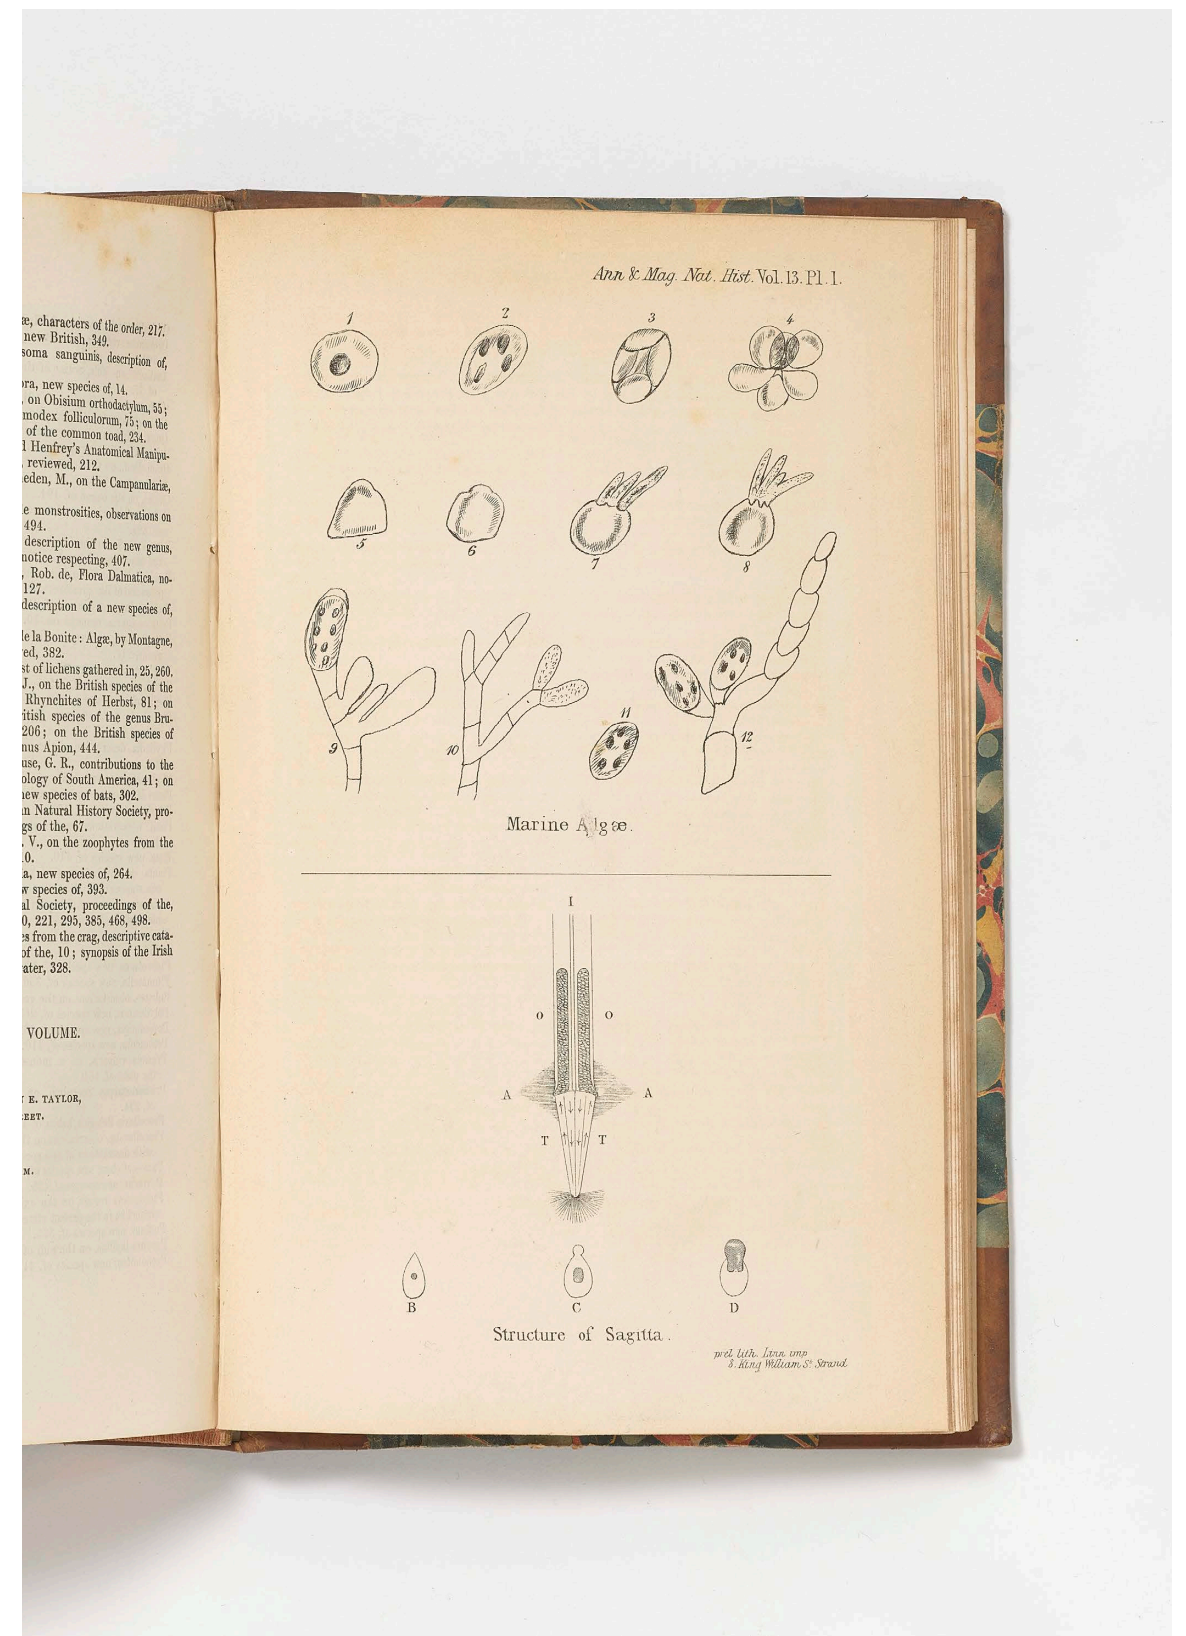 æ, characters of the order, 217.
new British, 349.
soma sanguinis, description of,
ra, new species of, 14.
, on Obisium orthodactylum, 55;
modex folliculorum, 75; on the
of the common toad, 234.
l Henfrey's Anatomical Manipu-
, reviewed, 212.
eden, M., on the Campanulariæ,
e monstrosities, observations on
494.
description of the new genus,
notice respecting, 407.
, Rob. de, Flora Dalmatica, no-
127.
description of a new species of,
le la Bonite: Algæ, by Montagne,
ed, 382.
st of lichens gathered in, 25, 260.
J., on the British species of the
Rhynchites of Herbst, 81; on
itish species of the genus Bru-
206; on the British species of
nus Apion, 444.
use, G. R., contributions to the
ology of South America, 41; on
new species of bats, 302.
n Natural History Society, pro-
gs of the, 67.
. V., on the zoophytes from the
0.
a, new species of, 264.
w species of, 393.
al Society, proceedings of the,
0, 221, 295, 385, 468, 498.
s from the crag, descriptive cata-
of the, 10; synopsis of the Irish
ater, 328.
VOLUME.
E. TAYLOR,
EET.
M.
Ann & Mag. Nat. Hist. Vol. 13. Pl. 1.
1 2 3 4
5 6 7 8
9 10 11 12
Marine Algæ.
I
O O
A A
T T
B C D
Structure of Sagitta.
prtd lith. Linn imp
8. King William St. Strand